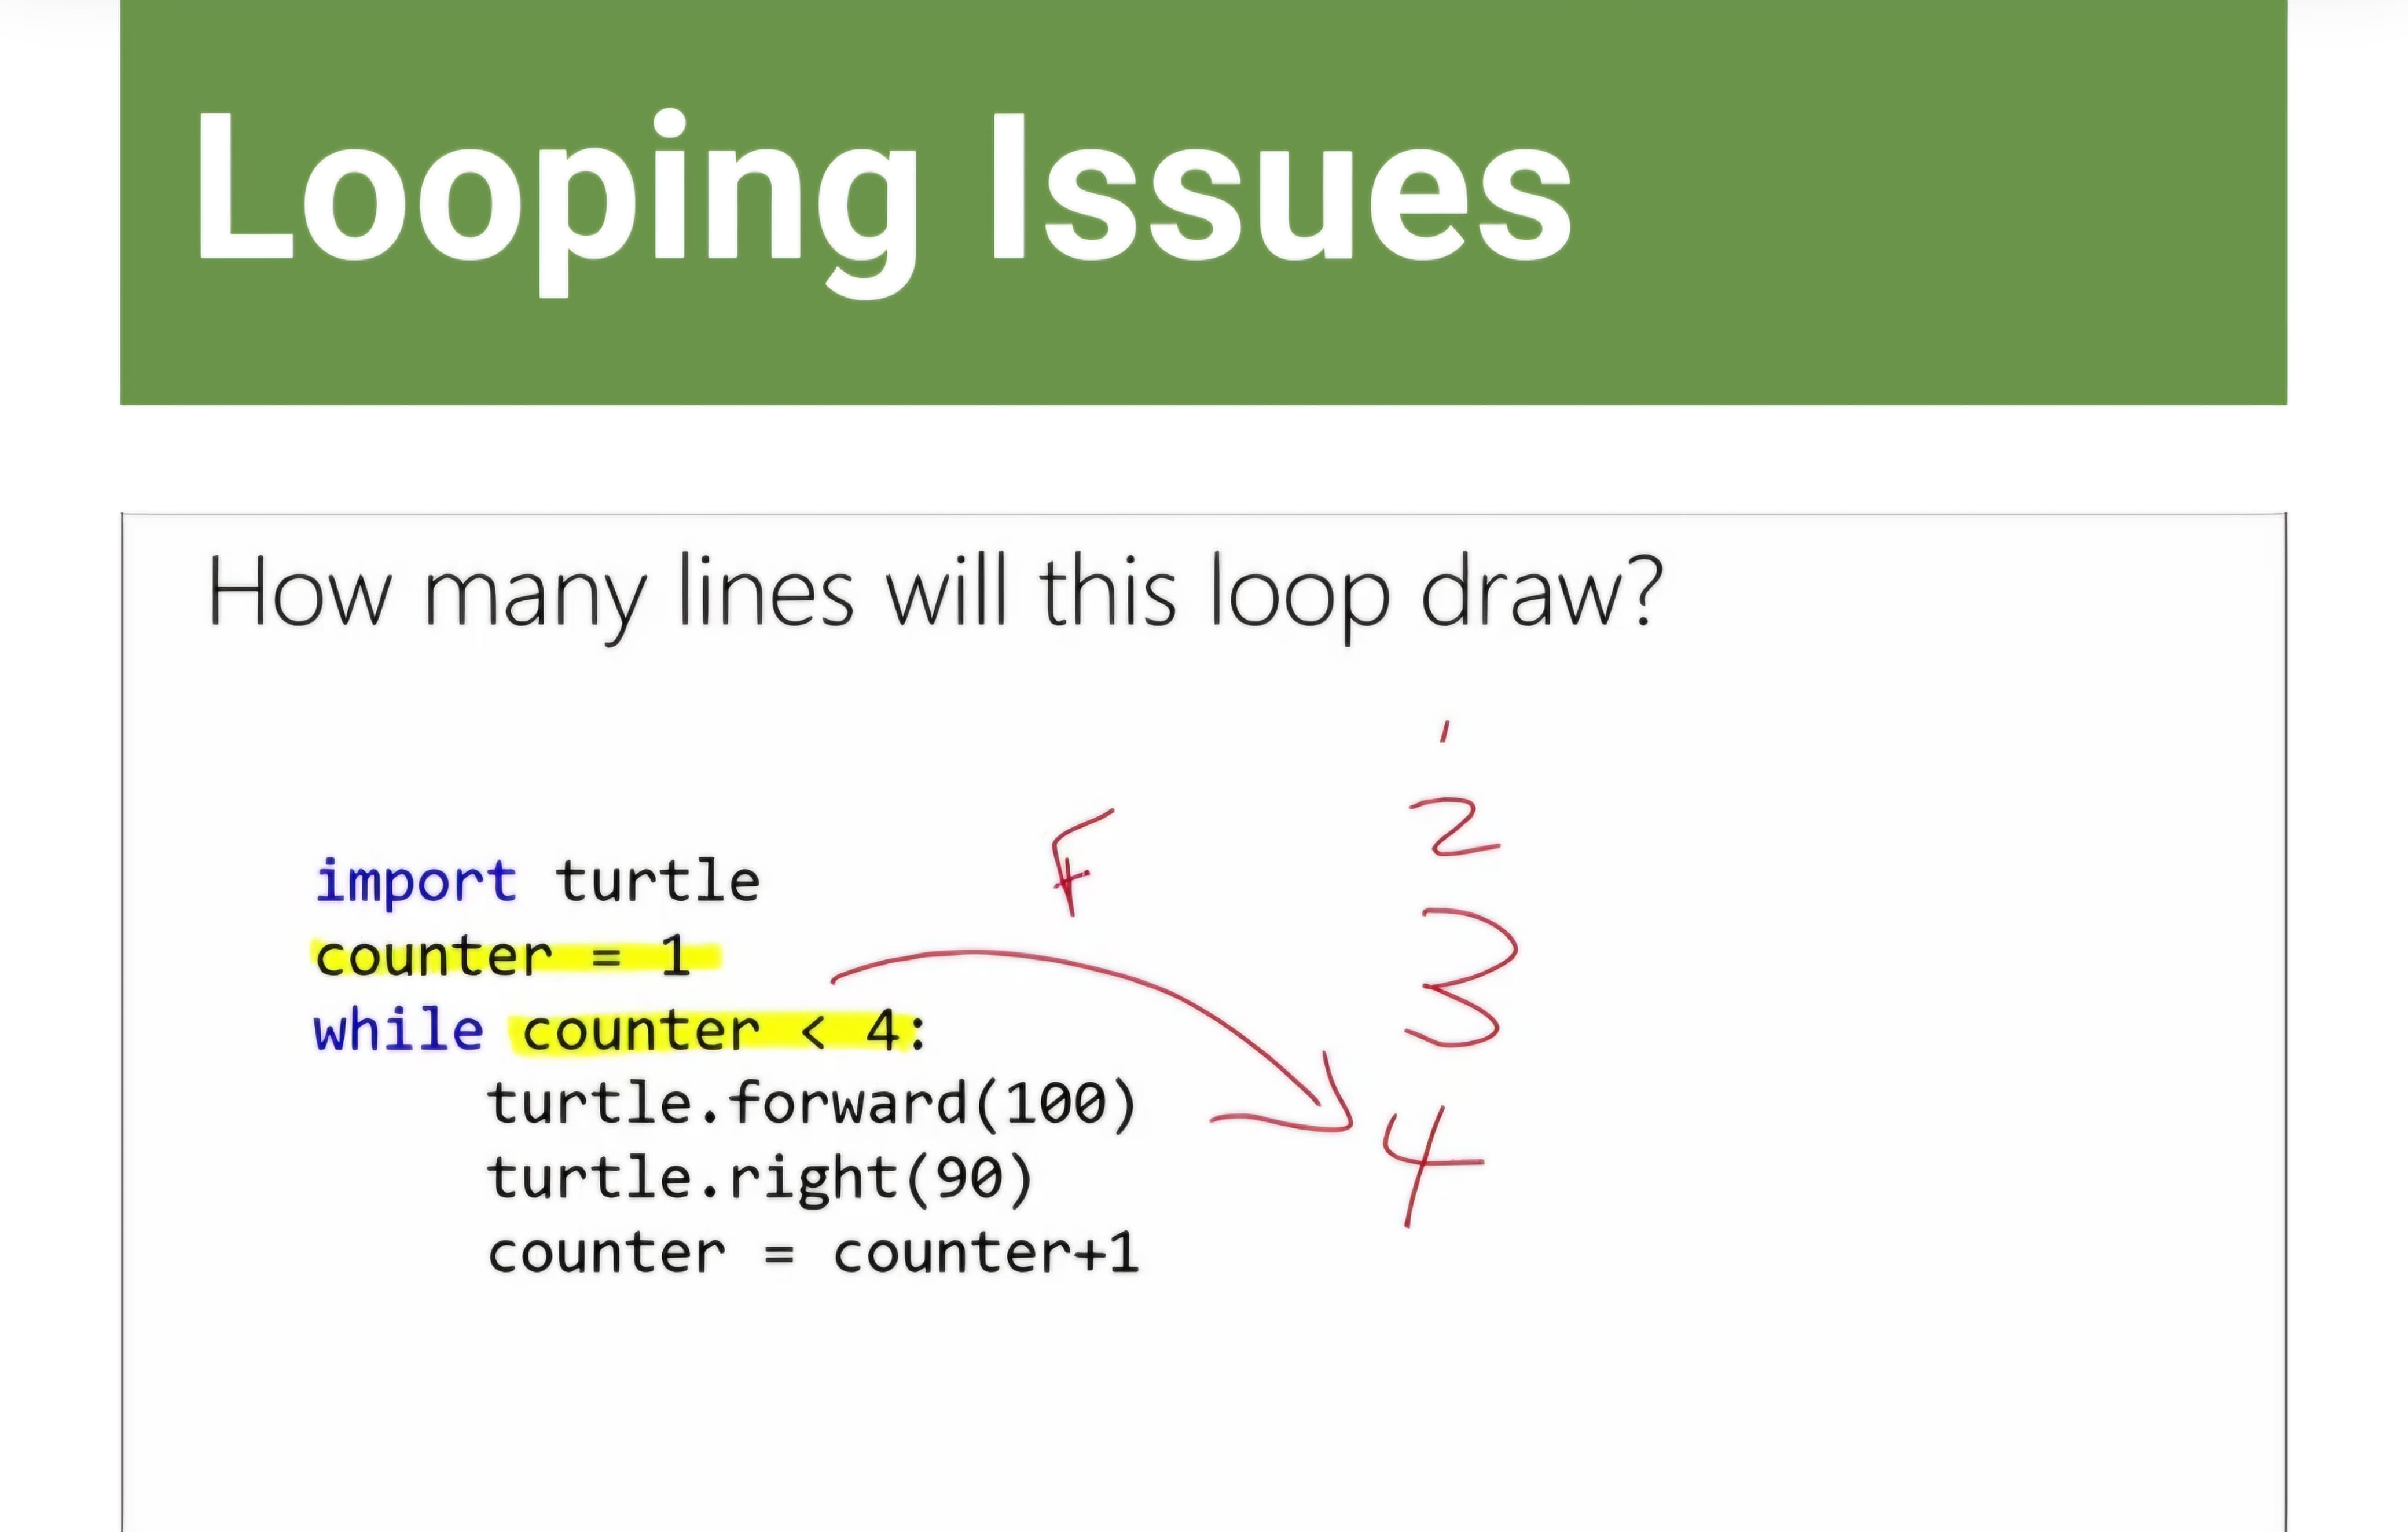 Looping Issues
How many lines will this loop draw?
1
2
3
4
import turtle
counter = 1
while counter < 4:
turtle.forward(100)
turtle.right(90)
counter = counter+1